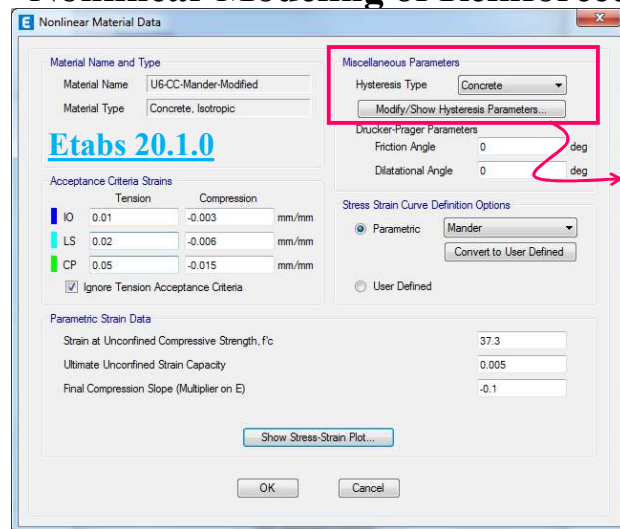 Nonlinear Modeling of Reinforced
E Nonlinear Material Data
Material Name and Type
Material Name U6-CC-Mander-Modified
Material Type Concrete, Isotropic
Etabs 20.1.0
Acceptance Criteria Strains
Tension Compression
IO 0.01 -0.003 mm/mm
LS 0.02 -0.006 mm/mm
CP 0.05 -0.015 mm/mm
Ignore Tension Acceptance Criteria
Miscellaneous Parameters
Hysteresis Type Concrete
Modify/Show Hysteresis Parameters...
Drucker-Prager Parameters
Friction Angle 0 deg
Dilatational Angle 0 deg
Stress Strain Curve Definition Options
Parametric Mander
Convert to User Defined
User Defined
Parametric Strain Data
Strain at Unconfined Compressive Strength, f'c 37.3
Ultimate Unconfined Strain Capacity 0.005
Final Compression Slope (Multiplier on E) -0.1
Show Stress-Strain Plot...
OK Cancel